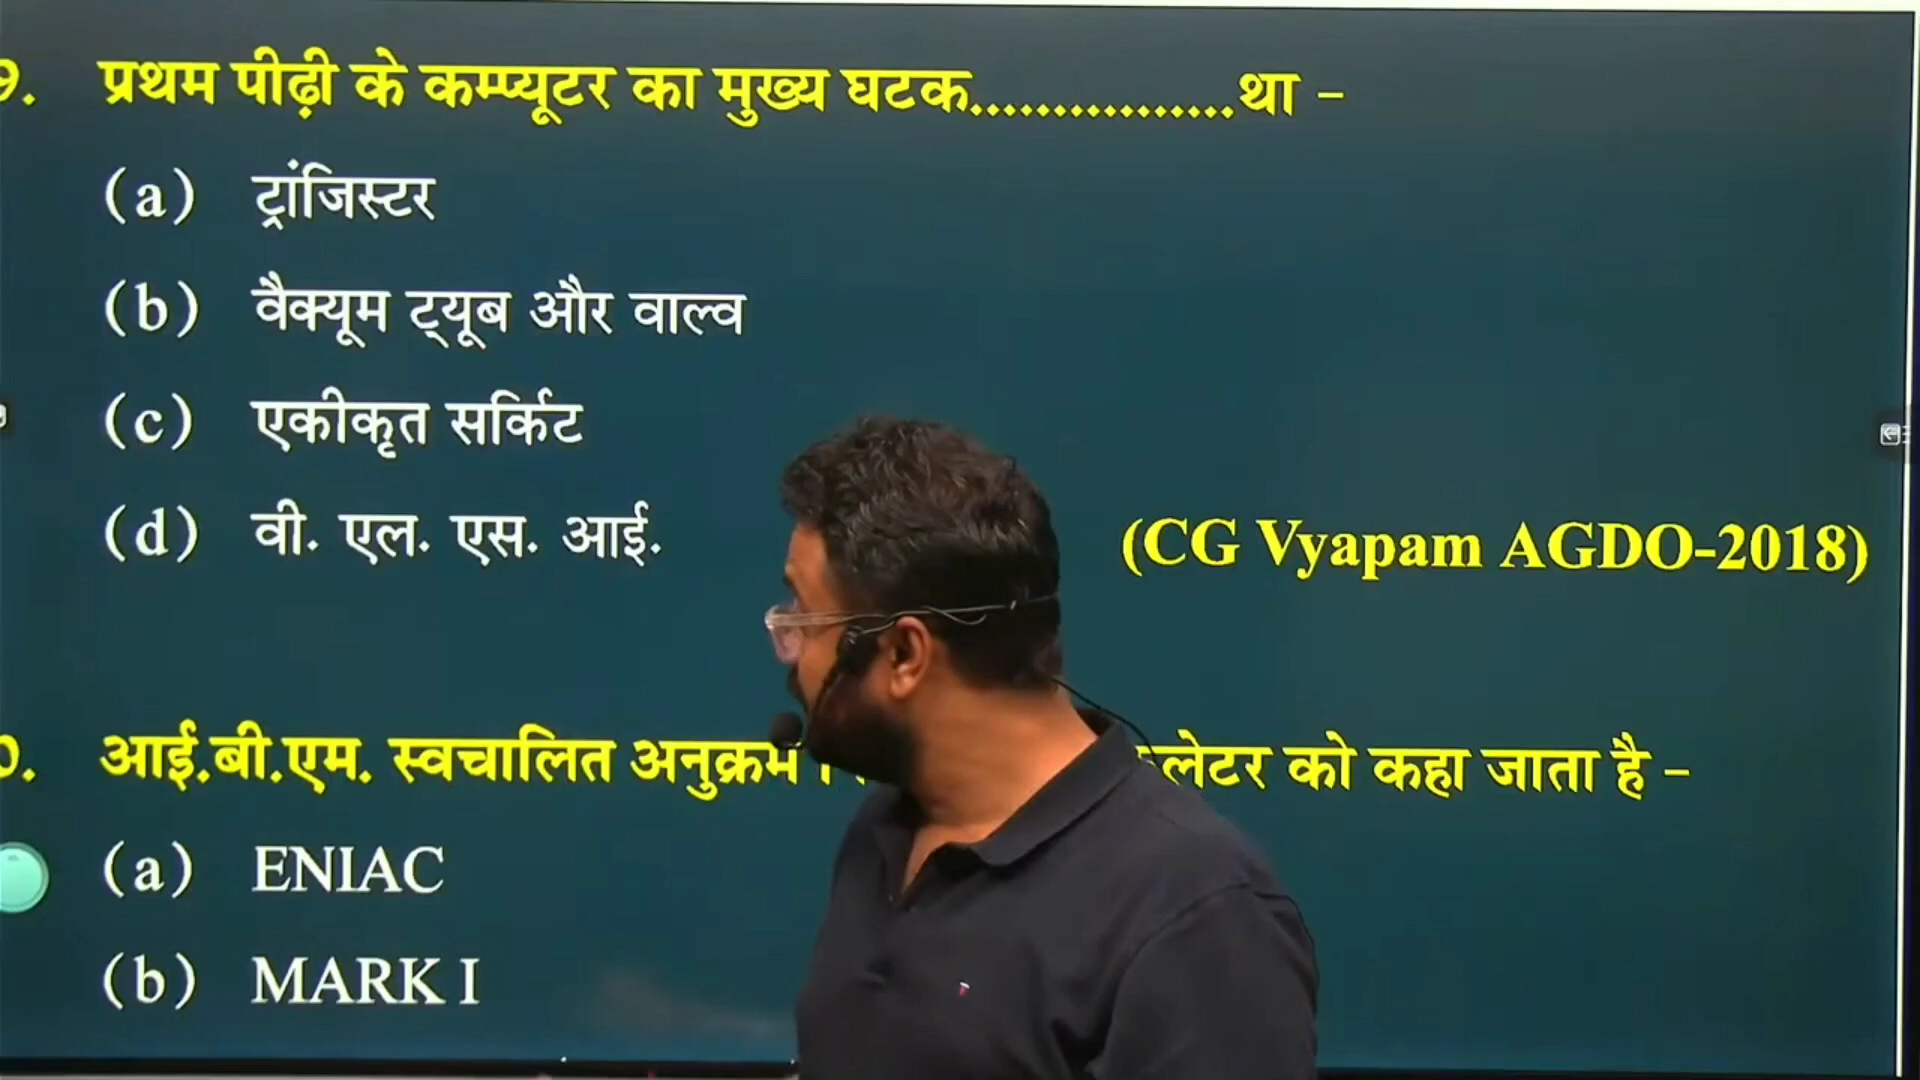 9. प्रथम पीढ़ी के कम्प्यूटर का मुख्य घटक................था –
(a) ट्रांजिस्टर
(b) वैक्यूम ट्यूब और वाल्व
(c) एकीकृत सर्किट
(d) वी. एल. एस. आई. (CG Vyapam AGDO-2018)
आई.बी.एम. स्वचालित अनुक्रम को कहा जाता है –
(a) ENIAC
(b) MARK I